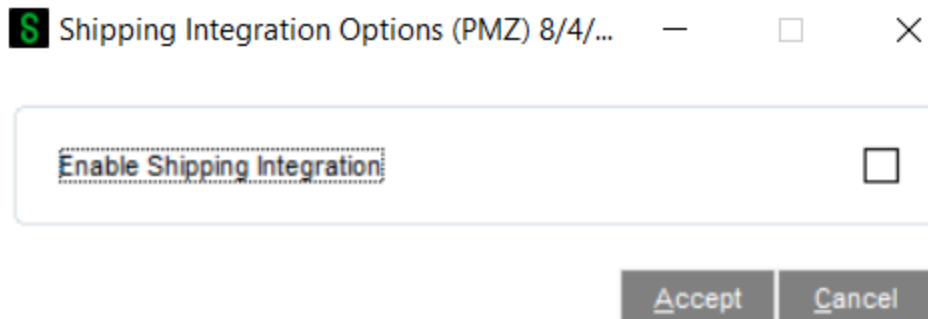 S Shipping Integration Options (PMZ) 8/4/...
Enable Shipping Integration
Accept Cancel